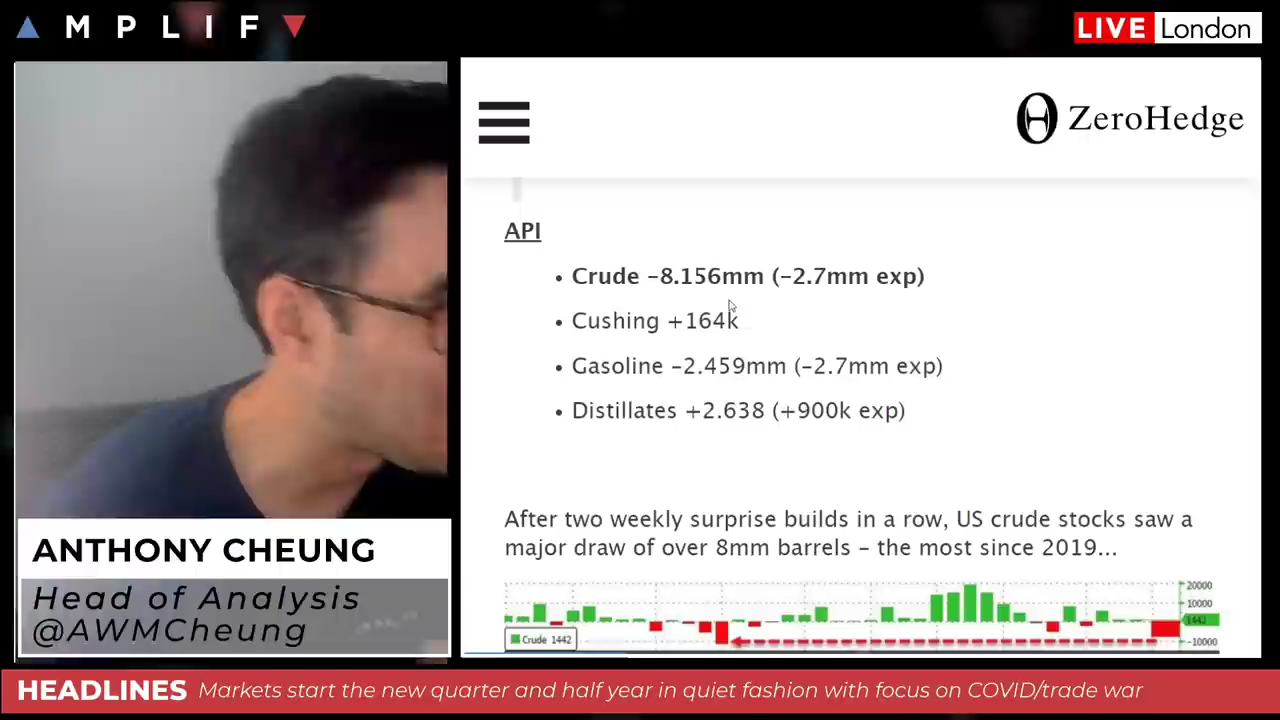 AMPLIFY
LIVE London
ZeroHedge
API
• Crude -8.156mm (-2.7mm exp)
• Cushing +164k
• Gasoline -2.459mm (-2.7mm exp)
• Distillates +2.638 (+900k exp)
After two weekly surprise builds in a row, US crude stocks saw a
major draw of over 8mm barrels - the most since 2019...
20000
10000
1442
-10000
Crude 1442
ANTHONY CHEUNG
Head of Analysis
@AWMCheung
HEADLINES Markets start the new quarter and half year in quiet fashion with focus on COVID/trade war